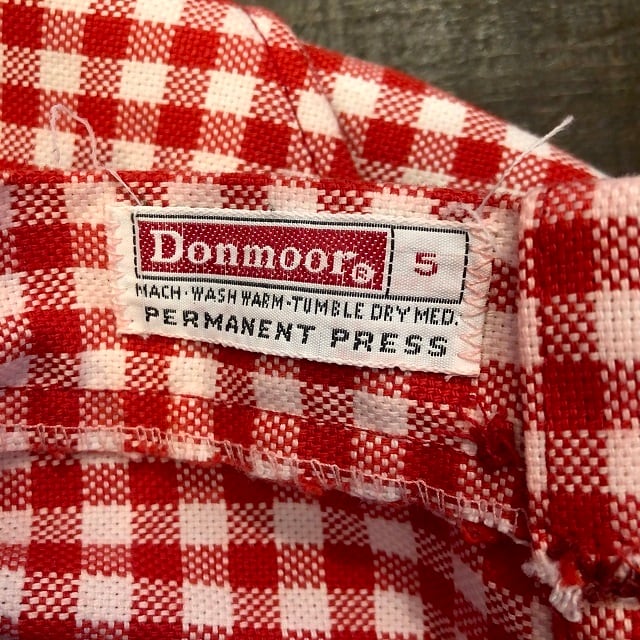 Donmoor® 5
MACH · WASH WARM · TUMBLE DRY MED.
PERMANENT PRESS